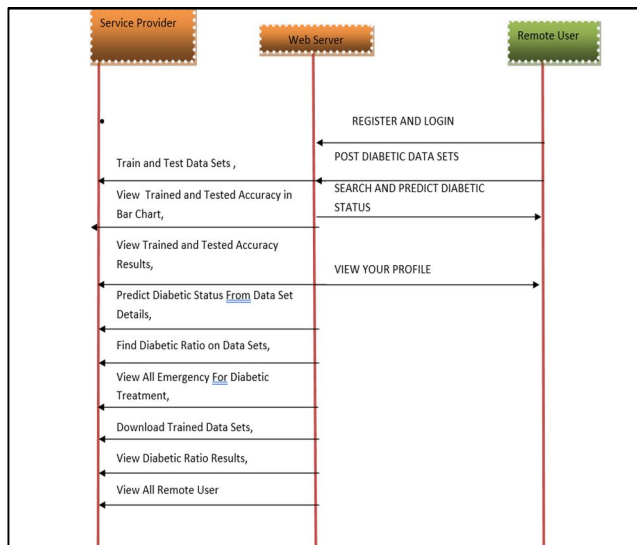 Service Provider
Web Server
Remote User
REGISTER AND LOGIN
Train and Test Data Sets ,
POST DIABETIC DATA SETS
View Trained and Tested Accuracy in
Bar Chart,
SEARCH AND PREDICT DIABETIC
STATUS
View Trained and Tested Accuracy
Results,
VIEW YOUR PROFILE
Predict Diabetic Status From Data Set
Details,
Find Diabetic Ratio on Data Sets,
View All Emergency For Diabetic
Treatment,
Download Trained Data Sets,
View Diabetic Ratio Results,
View All Remote User